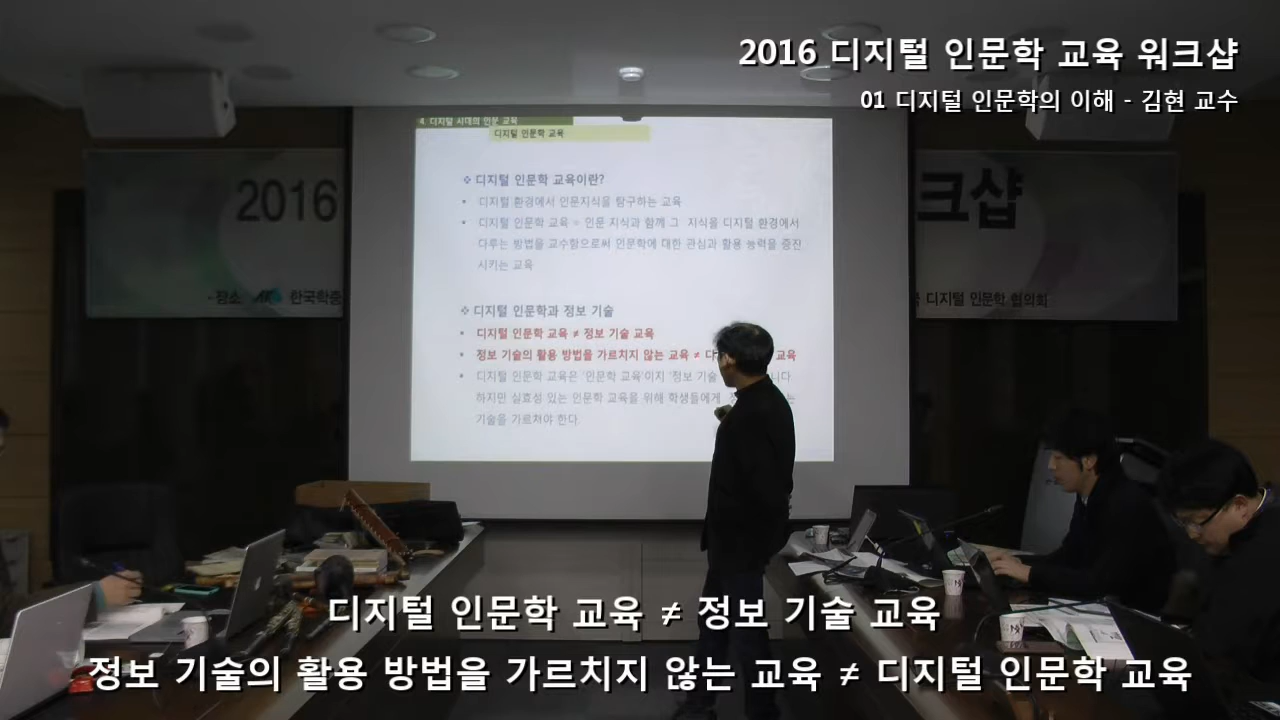 2016 디지털 인문학 교육 워크샵
01 디지털 인문학의 이해 - 김현 교수
4. 디지털 시대의 인문 교육
디지털 인문학 교육
2016
크샵
디지털 인문학 교육이란?
디지털 환경에서 인문지식을 탐구하는 교육
디지털 인문학 교육 = 인문 지식과 함께 그 지식을 디지털 환경에서
다루는 방법을 교수함으로써 인문학에 대한 관심과 활용 능력을 증진
시키는 교육
-장소 한국학중
디지털 인문학 협의회
디지털 인문학과 정보 기술
디지털 인문학 교육 ≠ 정보 기술 교육
정보 기술의 활용 방법을 가르치지 않는 교육 ≠ 디 교육
디지털 인문학 교육은 '인문학 교육'이지 '정보 기술 니다
하지만 실효성 있는 인문학 교육을 위해 학생들에게 는
기술을 가르쳐야 한다.
디지털 인문학 교육 ≠ 정보 기술 교육
정보 기술의 활용 방법을 가르치지 않는 교육 ≠ 디지털 인문학 교육